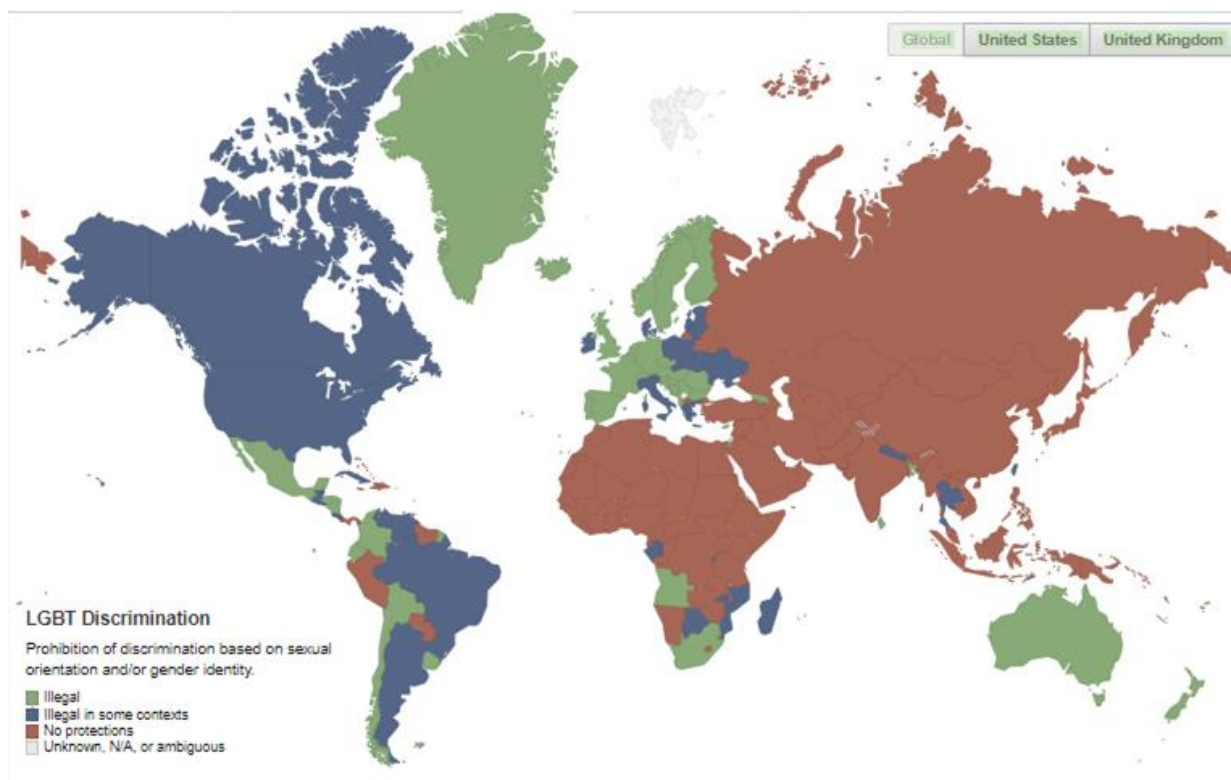 Global United States United Kingdom
LGBT Discrimination
Prohibition of discrimination based on sexual
orientation and/or gender identity.
Illegal
Illegal in some contexts
No protections
Unknown, N/A, or ambiguous